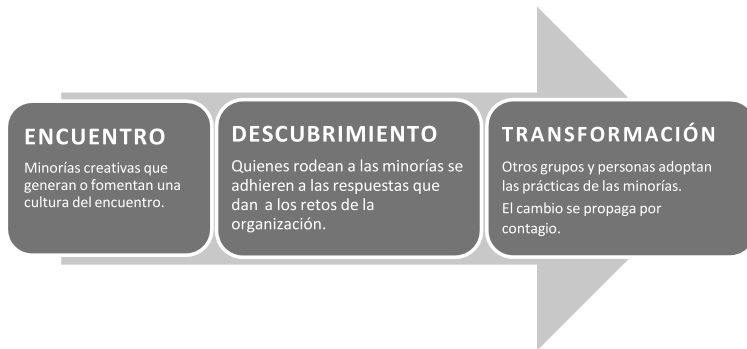 ENCUENTRO
Minorías creativas que
generan o fomentan una
cultura del encuentro.
DESCUBRIMIENTO
Quienes rodean a las minorías se
adhieren a las respuestas que
dan a los retos de la
organización.
TRANSFORMACIÓN
Otros grupos y personas adoptan
las prácticas de las minorías.
El cambio se propaga por
contagio.